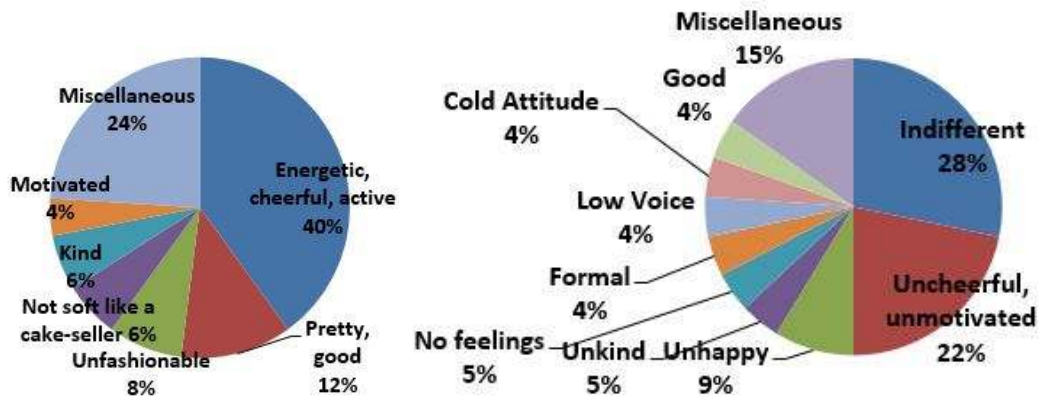 Miscellaneous
24%
Energetic,
cheerful, active
40%
Motivated
4%
Kind
6%
Not soft like a
cake-seller 6%
Unfashionable
8%
Pretty,
good
12%
Miscellaneous
15%
Good
4%
Cold Attitude
4%
Indifferent
28%
Low Voice
4%
Formal
4%
Uncheerful,
unmotivated
22%
No feelings
5%
Unkind
5%
Unhappy
9%